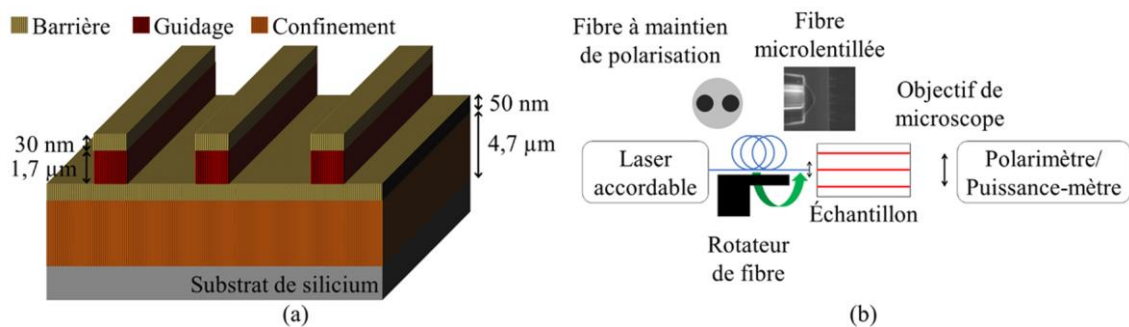 Barrière Guidage Confinement
50 nm
30 nm
1,7 µm
4,7 µm
Substrat de silicium
(a)
Fibre à maintien
de polarisation
Fibre
microlentillée
Objectif de
microscope
Laser
accordable
Polarimètre/
Puissance-mètre
Échantillon
Rotateur
de fibre
(b)